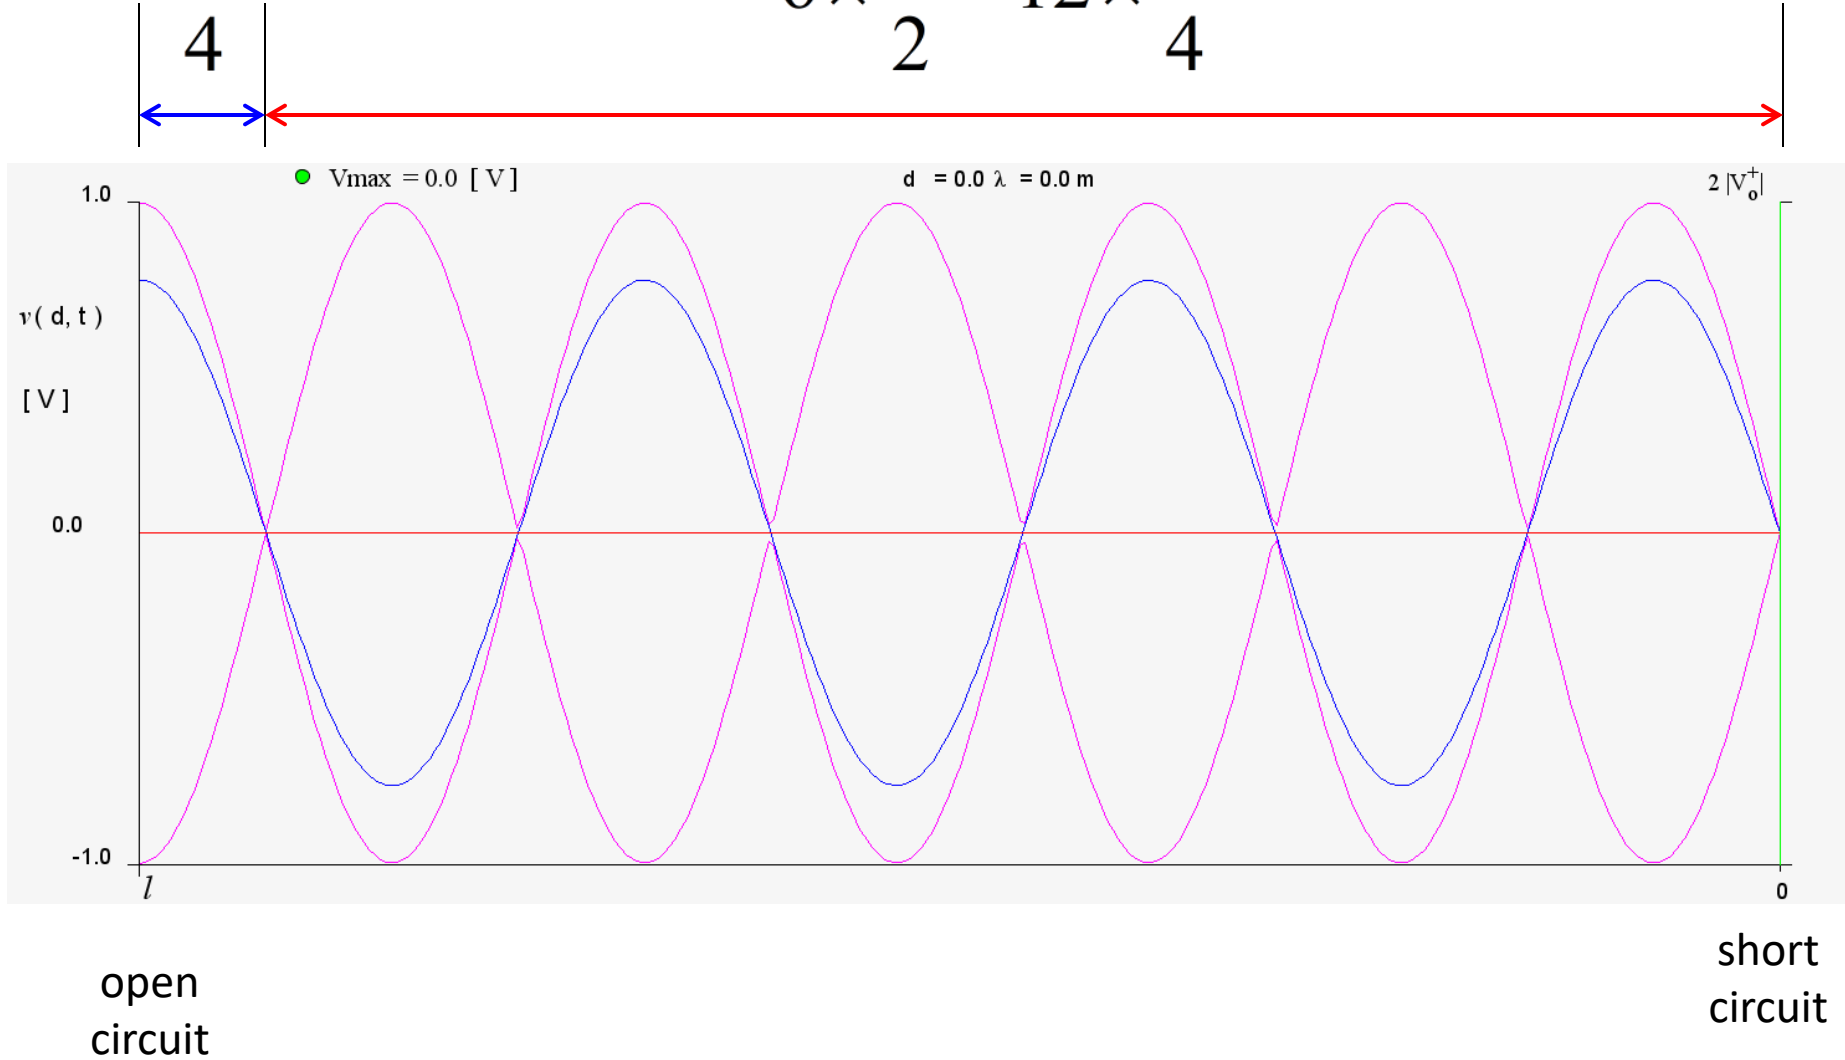 4
2 4
Vmax = 0.0 [ V ] d = 0.0 λ = 0.0 m 2 |V₀⁺|
1.0
v( d, t )
[ V ]
0.0
-1.0
l 0
open
circuit
short
circuit